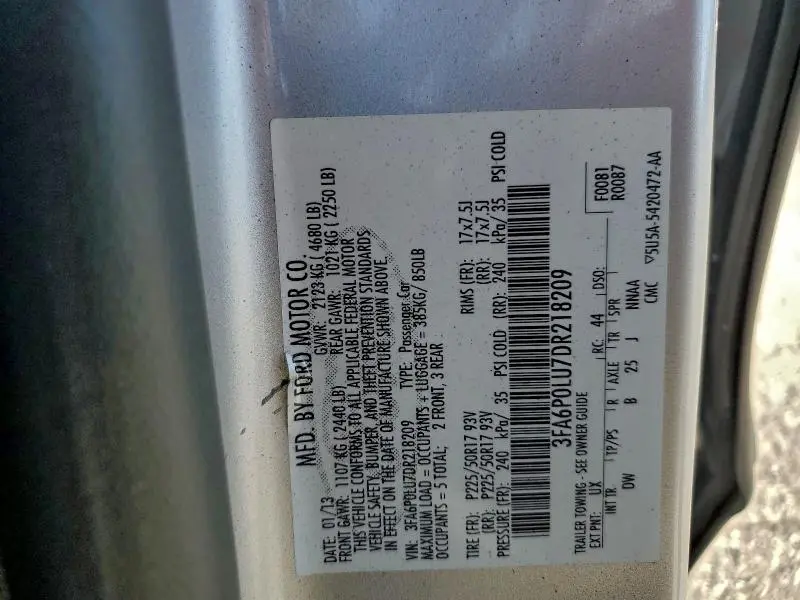 MFD. BY FORD MOTOR CO.
DATE: 01/13 GVWR: 2123 KG ( 4680 LB)
FRONT GAWR: 1107 KG ( 2440 LB) REAR GAWR: 1021 KG ( 2250 LB)
THIS VEHICLE CONFORMS TO ALL APPLICABLE FEDERAL MOTOR
VEHICLE SAFETY, BUMPER, AND THEFT PREVENTION STANDARDS
IN EFFECT ON THE DATE OF MANUFACTURE SHOWN ABOVE.
VIN: 3FA6P0LU7DR218209 TYPE: Passenger Car
MAXIMUM LOAD = OCCUPANTS + LUGGAGE = 385KG/ 850LB
OCCUPANTS = 5 TOTAL; 2 FRONT, 3 REAR
TIRE (FR): P225/50R17 93V RIMS (FR): 17x7.5J
(RR): P225/50R17 93V (RR): 17x7.5J
PRESSURE (FR): 240 kPa/ 35 PSI COLD (RR): 240 kPa/ 35 PSI COLD
3FA6P0LU7DR218209
TRAILER TOWING - SEE OWNER GUIDE
F0081
R0087
EXT PNT: UX RC: 44 DSO:
INT TR TP/PS R AXLE TR SPR
DW B 25 J NNAA
CMC ▽5U5A-5420472-AA